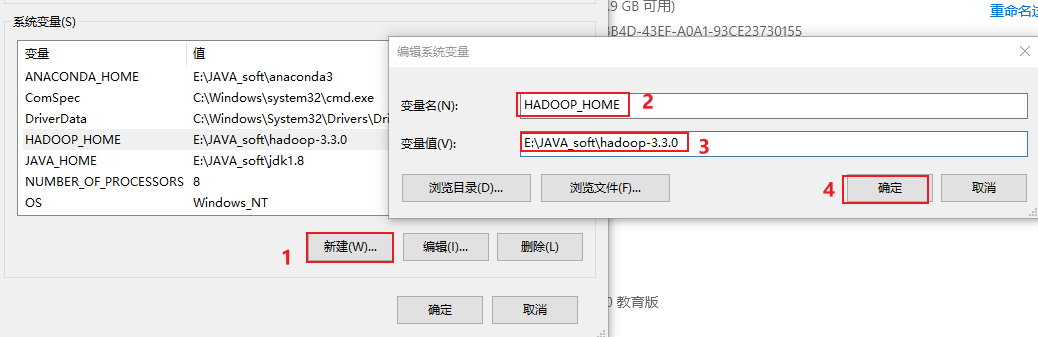 .9 GB 可用)
重命名这
系统变量(S)
3B4D-43EF-A0A1-93CE23730155
变量 值
ANACONDA_HOME E:\JAVA_soft\anaconda3
ComSpec C:\Windows\system32\cmd.exe
DriverData C:\Windows\System32\Drivers\Dri
HADOOP_HOME E:\JAVA_soft\hadoop-3.3.0
JAVA_HOME E:\JAVA_soft\jdk1.8
NUMBER_OF_PROCESSORS 8
OS Windows_NT
1 新建(W)... 编辑(I)... 删除(L)
确定 取消
编辑系统变量
变量名(N): HADOOP_HOME 2
变量值(V): E:\JAVA_soft\hadoop-3.3.0 3
浏览目录(D)... 浏览文件(F)... 4 确定 取消
0 教育版